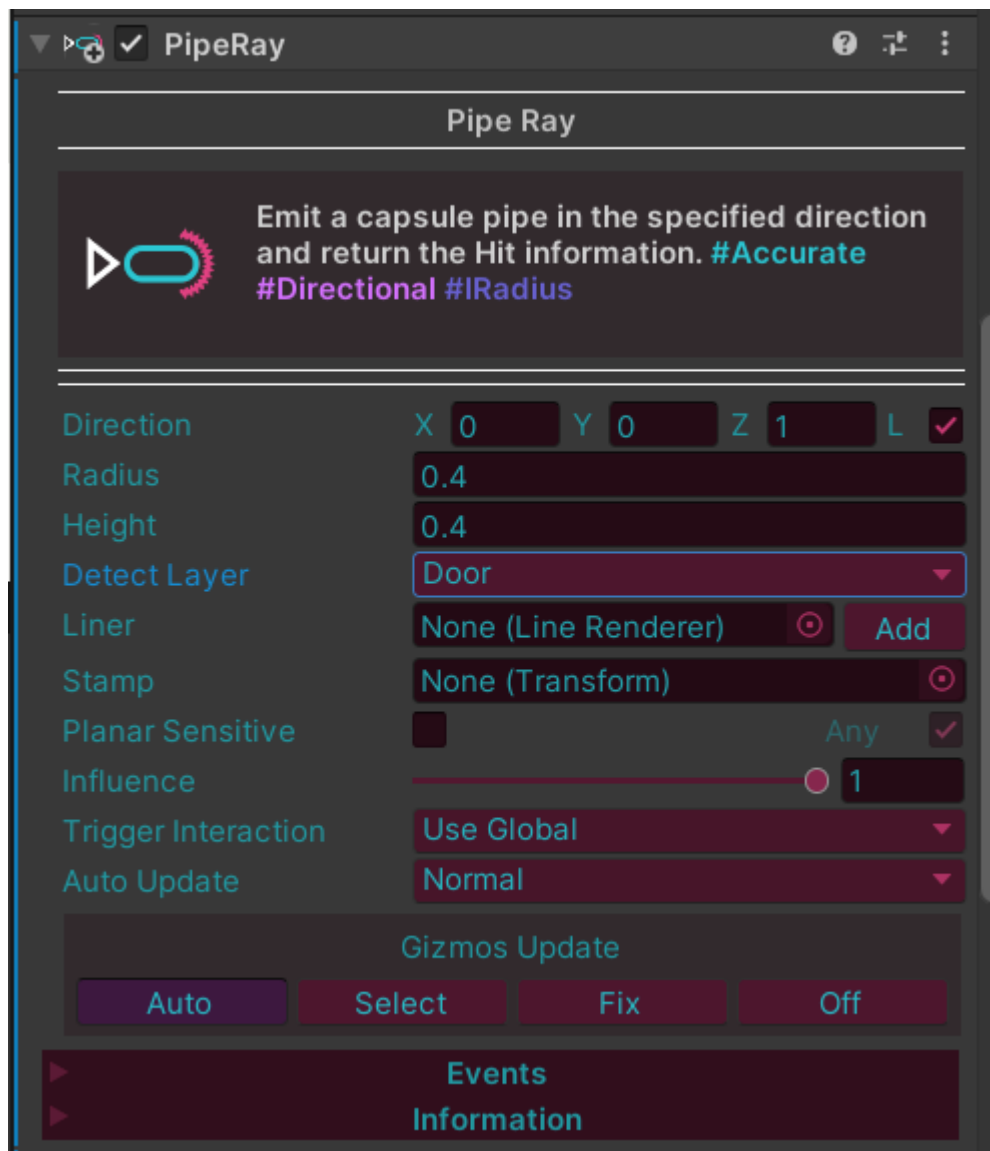 PipeRay
Pipe Ray
Emit a capsule pipe in the specified direction
and return the Hit information. #Accurate
#Directional #IRadius
Direction X 0 Y 0 Z 1 L
Radius 0.4
Height 0.4
Detect Layer Door
Liner None (Line Renderer) Add
Stamp None (Transform)
Planar Sensitive Any
Influence 1
Trigger Interaction Use Global
Auto Update Normal
Gizmos Update
Auto Select Fix Off
Events
Information